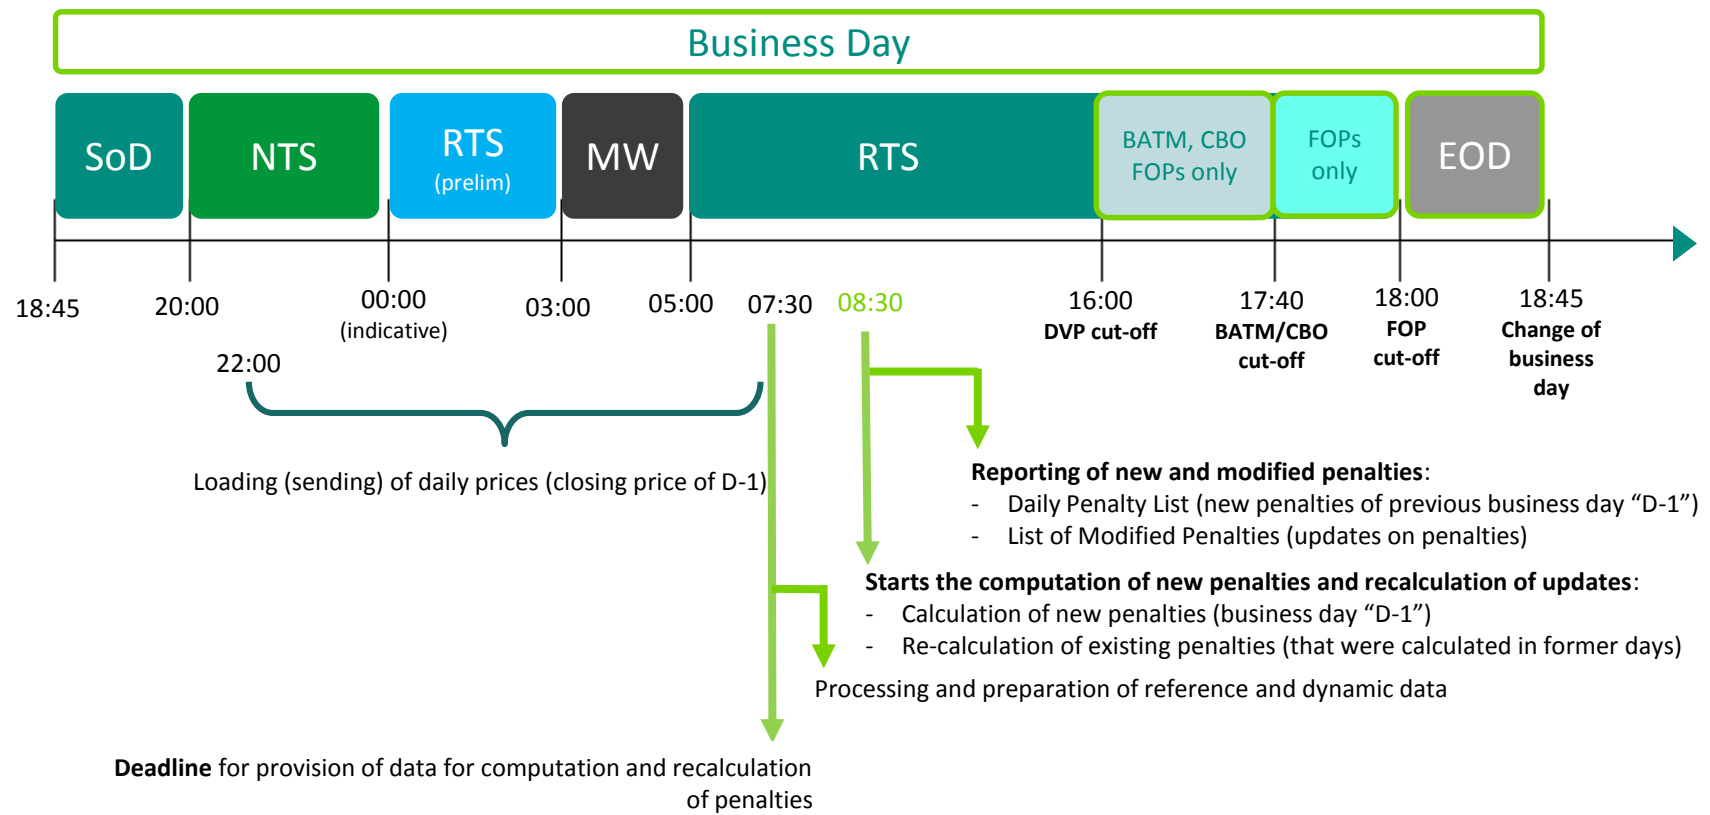 Business Day
SoD
NTS
RTS
(prelim)
MW
RTS
BATM, CBO
FOPs only
FOPs
only
EOD
18:45
20:00
00:00
(indicative)
03:00
05:00
07:30
08:30
16:00
DVP cut-off
17:40
BATM/CBO
cut-off
18:00
FOP
cut-off
18:45
Change of
business
day
22:00
Loading (sending) of daily prices (closing price of D-1)
Reporting of new and modified penalties:
- Daily Penalty List (new penalties of previous business day “D-1”)
- List of Modified Penalties (updates on penalties)
Starts the computation of new penalties and recalculation of updates:
- Calculation of new penalties (business day “D-1”)
- Re-calculation of existing penalties (that were calculated in former days)
Processing and preparation of reference and dynamic data
Deadline for provision of data for computation and recalculation
of penalties